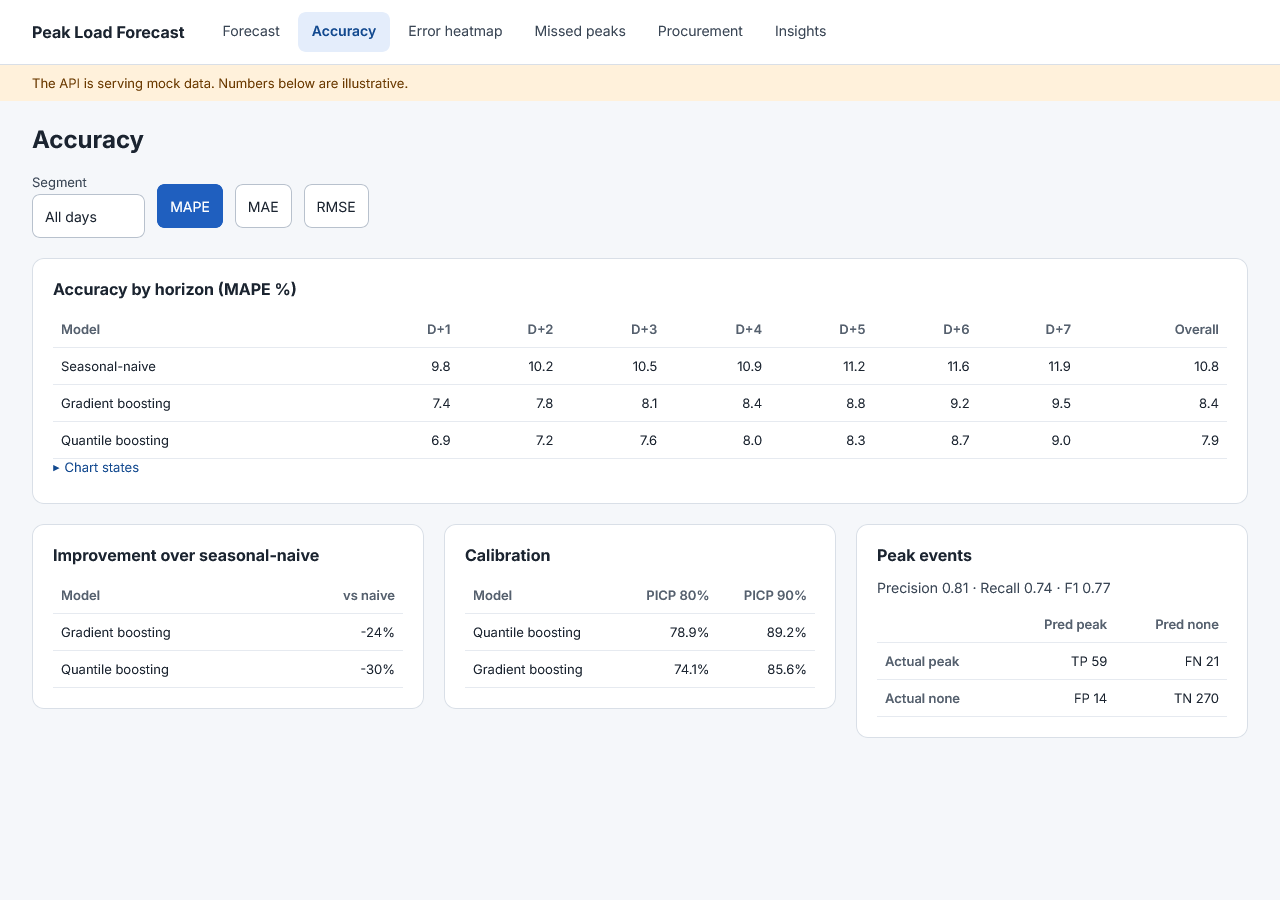 Peak Load Forecast Forecast Accuracy Error heatmap Missed peaks Procurement Insights
The API is serving mock data. Numbers below are illustrative.
Accuracy
Segment
All days MAPE MAE RMSE
Accuracy by horizon (MAPE %)
Model D+1 D+2 D+3 D+4 D+5 D+6 D+7 Overall
Seasonal-naive 9.8 10.2 10.5 10.9 11.2 11.6 11.9 10.8
Gradient boosting 7.4 7.8 8.1 8.4 8.8 9.2 9.5 8.4
Quantile boosting 6.9 7.2 7.6 8.0 8.3 8.7 9.0 7.9
▸ Chart states
Improvement over seasonal-naive
Model vs naive
Gradient boosting -24%
Quantile boosting -30%
Calibration
Model PICP 80% PICP 90%
Quantile boosting 78.9% 89.2%
Gradient boosting 74.1% 85.6%
Peak events
Precision 0.81 · Recall 0.74 · F1 0.77
Pred peak Pred none
Actual peak TP 59 FN 21
Actual none FP 14 TN 270